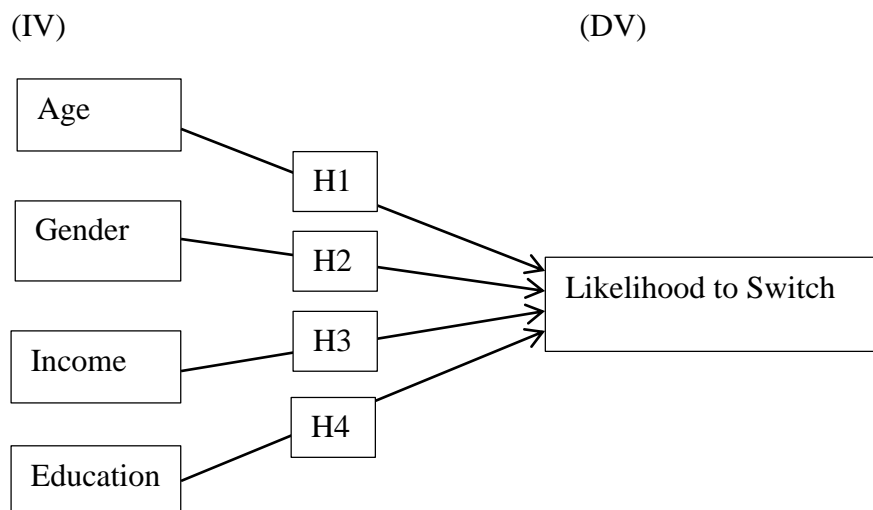 (IV)
(DV)
Age
H1
Gender
H2
Likelihood to Switch
H3
Income
H4
Education